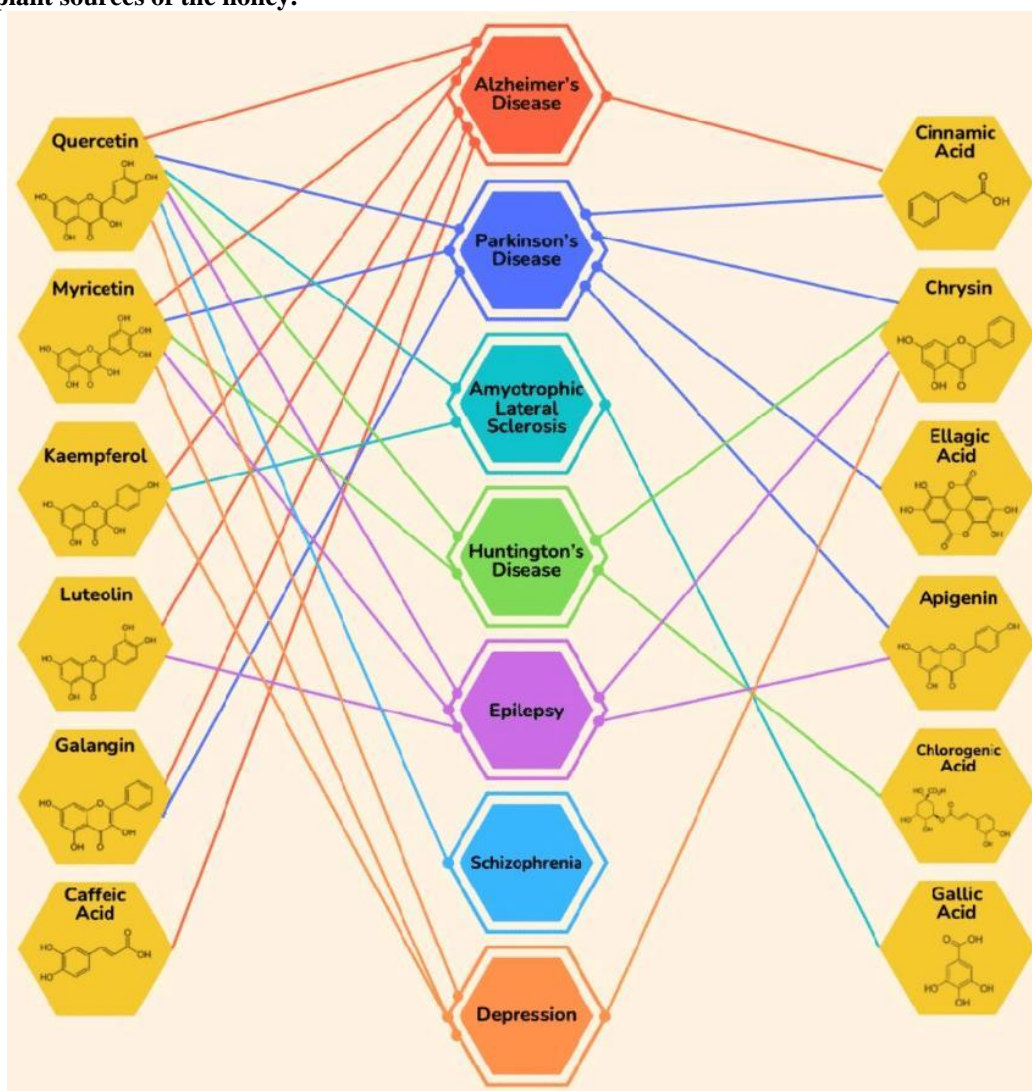 plant sources of the honey.
Alzheimer's
Disease
Quercetin
Cinnamic
Acid
Parkinson's
Disease
Myricetin
Chrysin
Amyotrophic
Lateral
Sclerosis
Kaempferol
Ellagic
Acid
Huntington's
Disease
Luteolin
Apigenin
Epilepsy
Galangin
Chlorogenic
Acid
Schizophrenia
Caffeic
Acid
Gallic
Acid
Depression